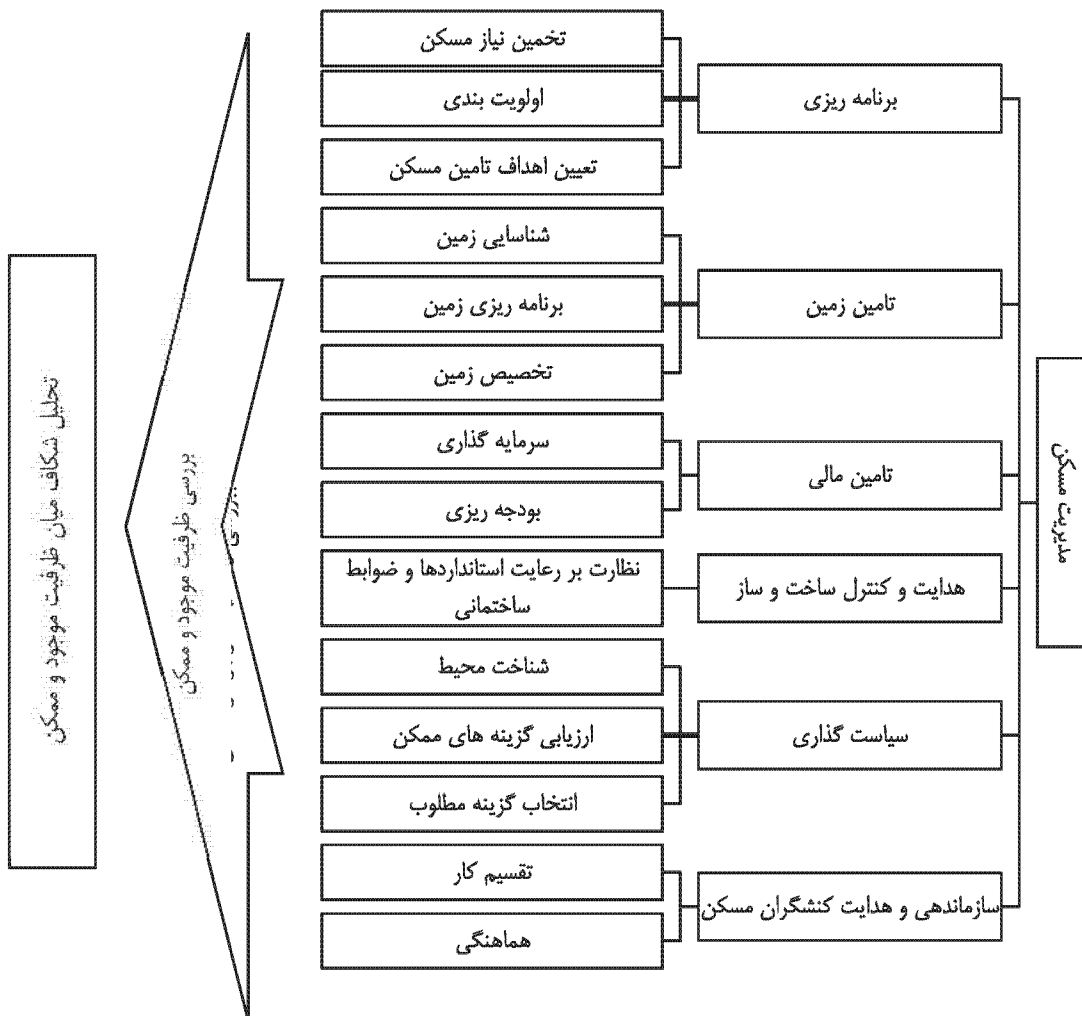 مدیریت مسکن
برنامه ریزی
تخمین نیاز مسکن
اولویت بندی
تعیین اهداف تامین مسکن
تامین زمین
شناسایی زمین
برنامه ریزی زمین
تخصیص زمین
تامین مالی
سرمایه گذاری
بودجه ریزی
هدایت و کنترل ساخت و ساز
نظارت بر رعایت استانداردها و ضوابط
ساختمانی
سیاست گذاری
شناخت محیط
ارزیابی گزینه های ممکن
انتخاب گزینه مطلوب
سازماندهی و هدایت کنشگران مسکن
تقسیم کار
هماهنگی
بررسی ظرفیت موجود و ممکن
تحلیل شکاف میان ظرفیت موجود و ممکن